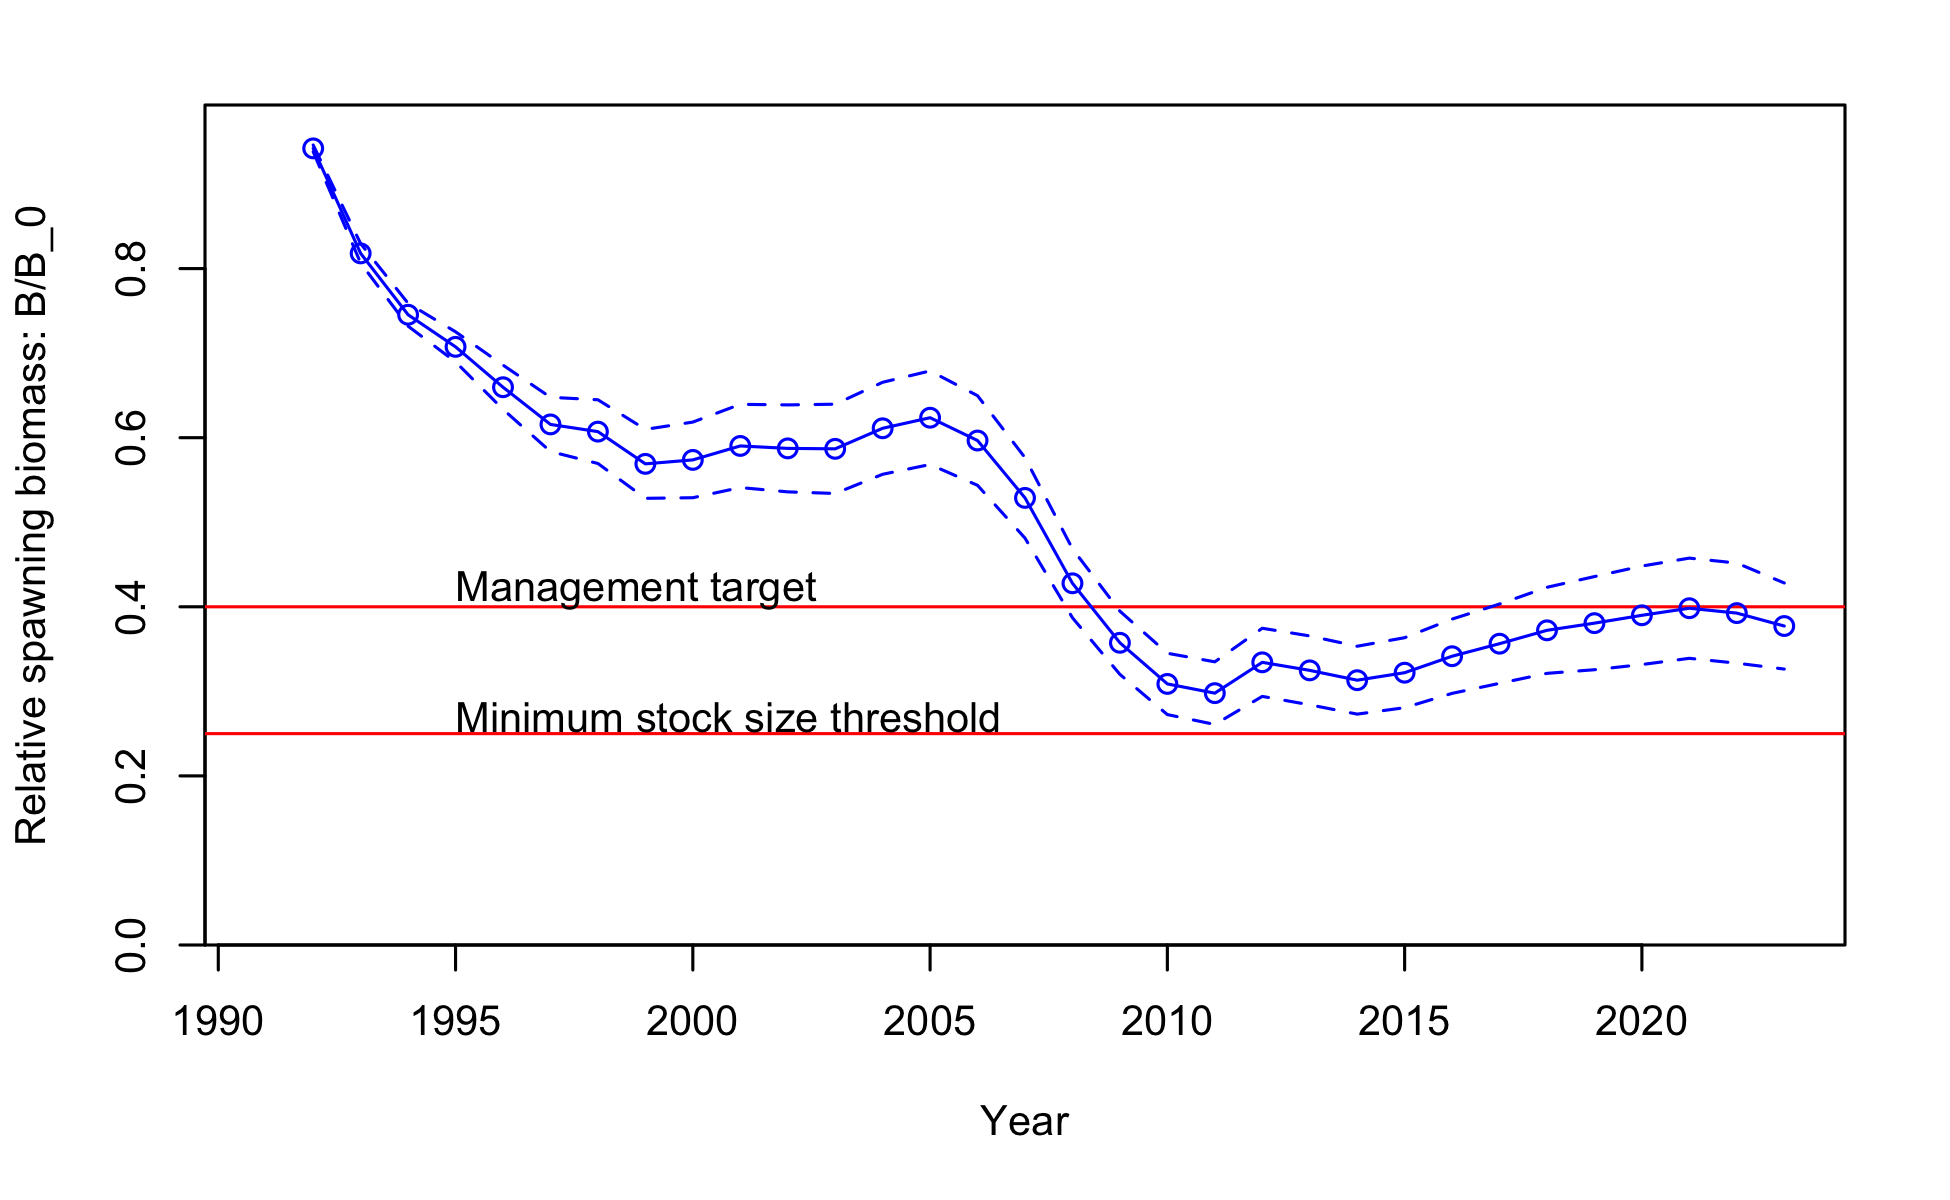 Relative spawning biomass: B/B_0
0.8
0.6
0.4
0.2
0.0
Management target
Minimum stock size threshold
1990 1995 2000 2005 2010 2015 2020
Year